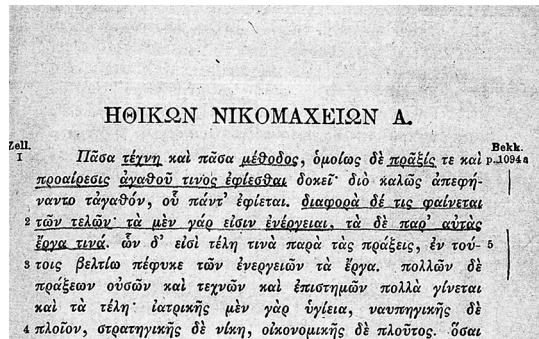 ΗΘΙΚΩΝ ΝΙΚΟΜΑΧΕΙΩΝ Α.
Zell. Bekk.
I Πᾶσα τέχνη καὶ πᾶσα μέθοδος, ὁμοίως δὲ πρᾶξίς τε καὶ p. 1094 a
προαίρεσις ἀγαθοῦ τινὸς ἐφίεσθαι δοκεῖ· διὸ καλῶς ἀπεφή-
ναντο τἀγαθόν, οὗ πάντ' ἐφίεται. διαφορὰ δέ τις φαίνεται
2 τῶν τελῶν· τὰ μὲν γάρ εἰσιν ἐνέργειαι, τὰ δὲ παρ' αὐτὰς
ἔργα τινά. ὧν δ' εἰσὶ τέλη τινὰ παρὰ τὰς πράξεις, ἐν τού- 5
3 τοις βελτίω πέφυκε τῶν ἐνεργειῶν τὰ ἔργα. πολλῶν δὲ
πράξεων οὐσῶν καὶ τεχνῶν καὶ ἐπιστημῶν πολλὰ γίνεται
καὶ τὰ τέλη· ἰατρικῆς μὲν γὰρ ὑγίεια, ναυπηγικῆς δὲ
4 πλοῖον, στρατηγικῆς δὲ νίκη, οἰκονομικῆς δὲ πλοῦτος. ὅσαι